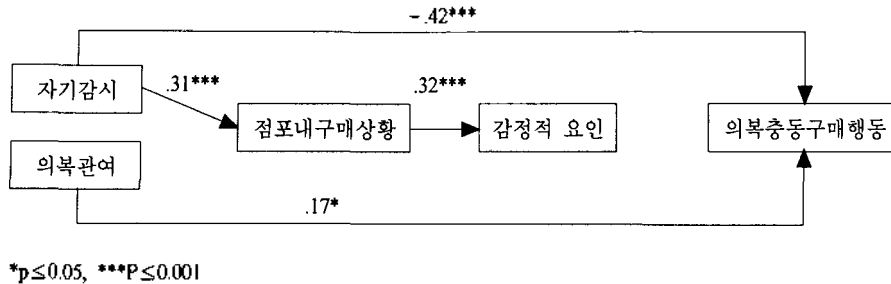 - .42***
자기감시
.31***
.32***
점포내구매상황
감정적 요인
의복충동구매행동
의복관여
.17*
*p≤0.05, ***P≤0.001